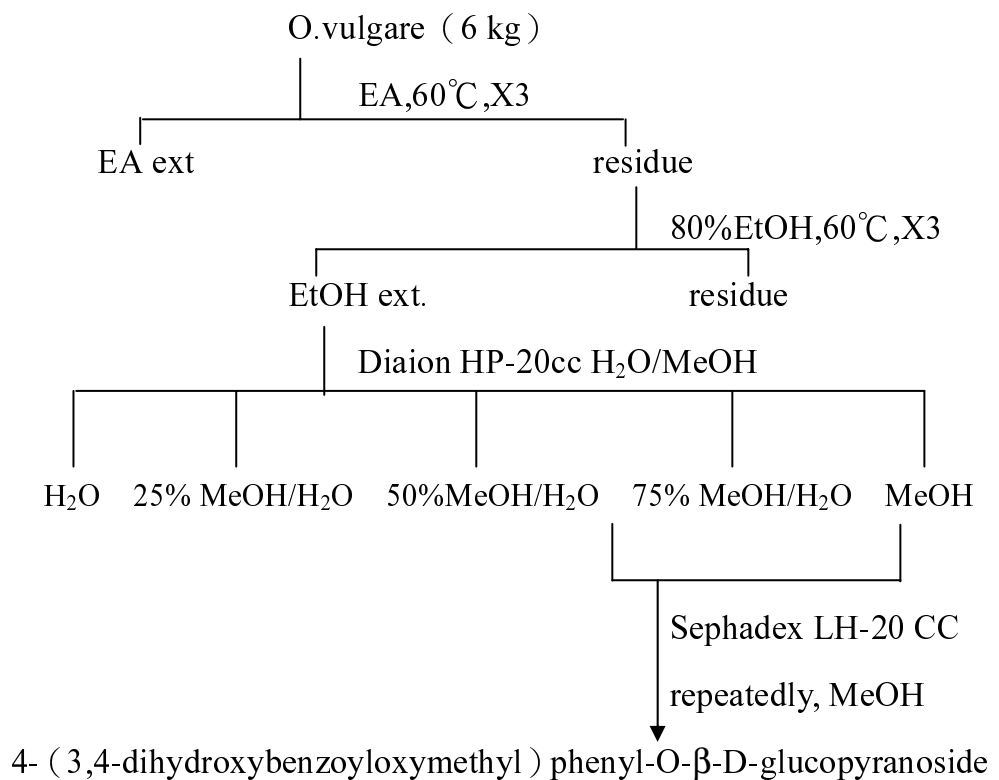 O.vulgare（6 kg）
EA,60℃,X3
EA ext
residue
80%EtOH,60℃,X3
EtOH ext.
residue
Diaion HP-20cc H₂O/MeOH
H₂O
25% MeOH/H₂O
50%MeOH/H₂O
75% MeOH/H₂O
MeOH
Sephadex LH-20 CC
repeatedly, MeOH
4-（3,4-dihydroxybenzoyloxymethyl）phenyl-O-β-D-glucopyranoside